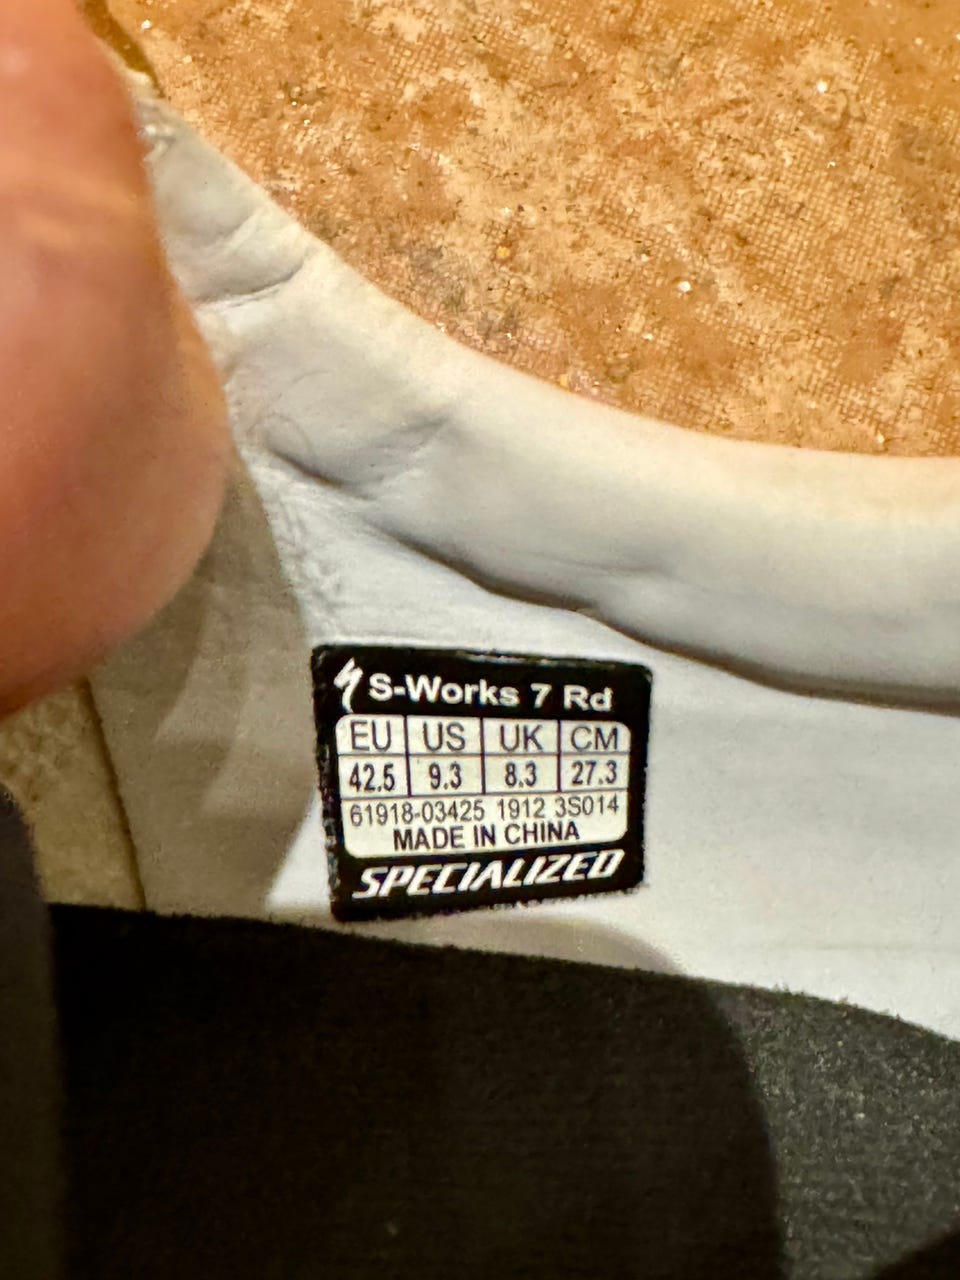 S-Works 7 Rd
EU US UK CM
42.5 9.3 8.3 27.3
61918-03425 1912 3S014
MADE IN CHINA
SPECIALIZED